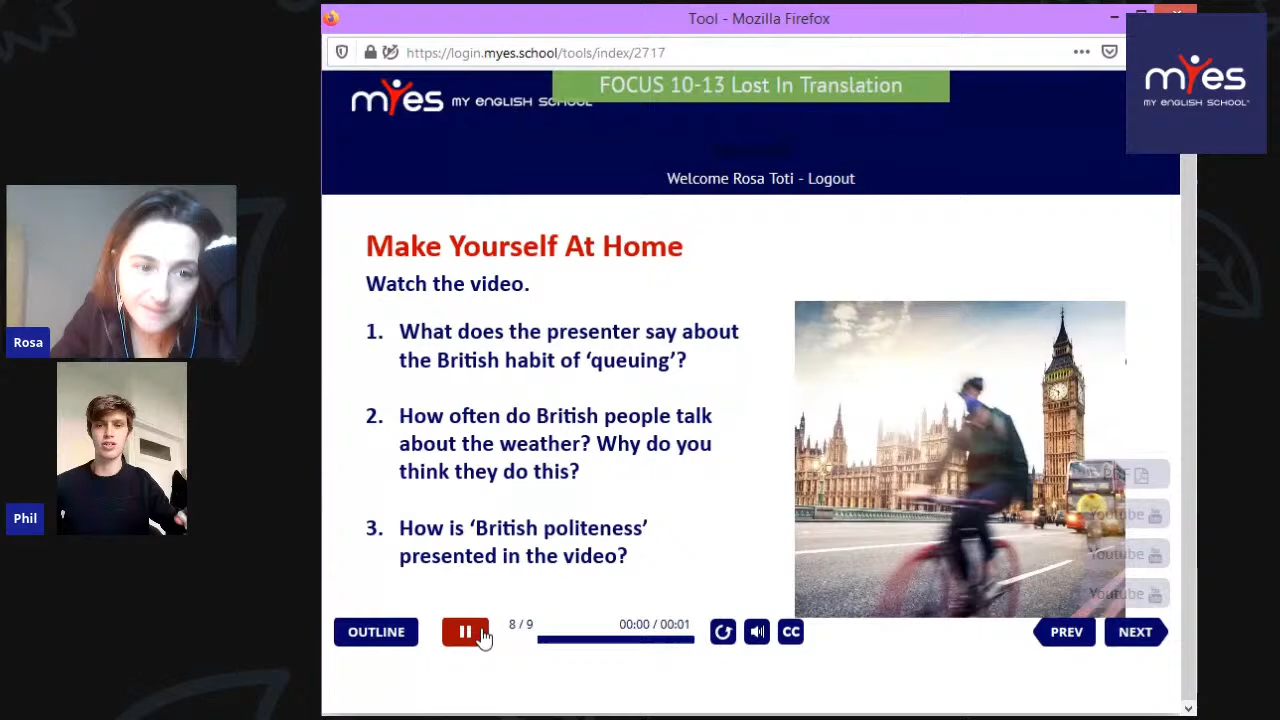 Tool - Mozilla Firefox
https://login.myes.school/tools/index/2717
myes MY ENGLISH SCHOOL
FOCUS 10-13 Lost In Translation
myes
MY ENGLISH SCHOOL
Welcome Rosa Toti - Logout
Make Yourself At Home
Watch the video.
1. What does the presenter say about
the British habit of ‘queuing’?
2. How often do British people talk
about the weather? Why do you
think they do this?
3. How is ‘British politeness’
presented in the video?
PDF
Youtube
Youtube
Youtube
Rosa
Phil
OUTLINE
8 / 9
00:00 / 00:01
CC
PREV
NEXT